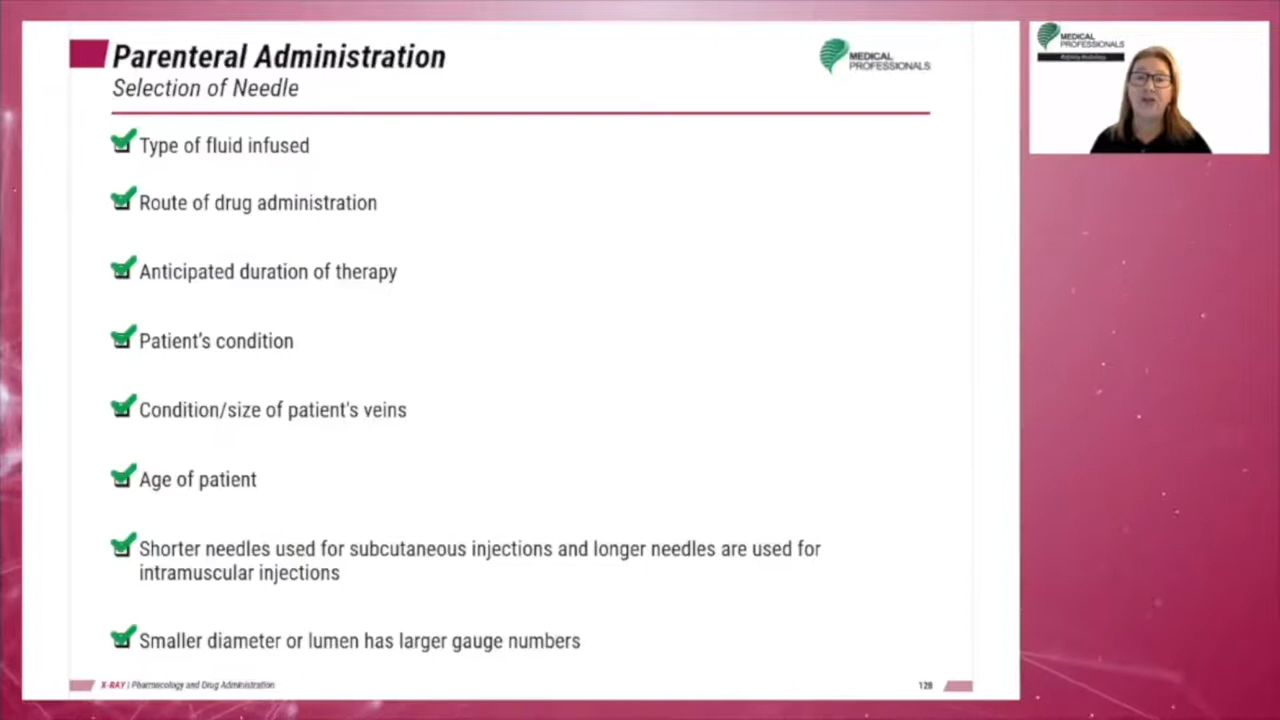 Parenteral Administration
Selection of Needle
MEDICAL
PROFESSIONALS
Type of fluid infused
Route of drug administration
Anticipated duration of therapy
Patient's condition
Condition/size of patient's veins
Age of patient
Shorter needles used for subcutaneous injections and longer needles are used for
intramuscular injections
Smaller diameter or lumen has larger gauge numbers
X-RAY | Pharmacology and Drug Administration
128
MEDICAL
PROFESSIONALS